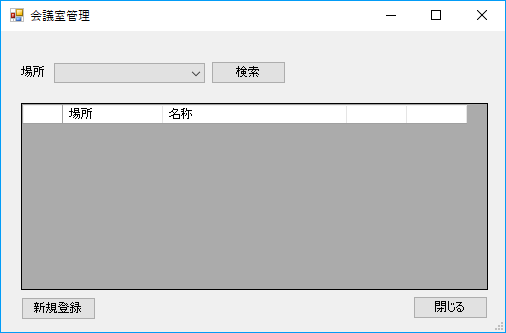 会議室管理
場所 検索
場所 名称
新規登録 閉じる